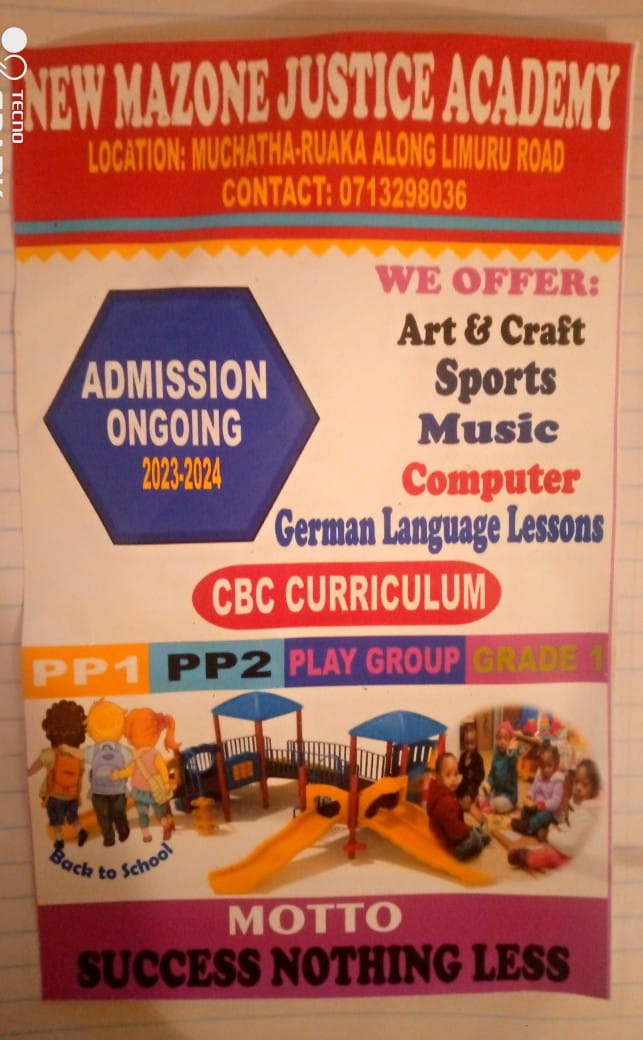 NEW MAZONE JUSTICE ACADEMY
LOCATION: MUCHATHA-RUAKA ALONG LIMURU ROAD
CONTACT: 0713298036
WE OFFER:
Art & Craft
Sports
Music
Computer
German Language Lessons
ADMISSION
ONGOING
2023-2024
CBC CURRICULUM
PP1 PP2 PLAY GROUP GRADE 1
Back to School
MOTTO
SUCCESS NOTHING LESS
TECNO